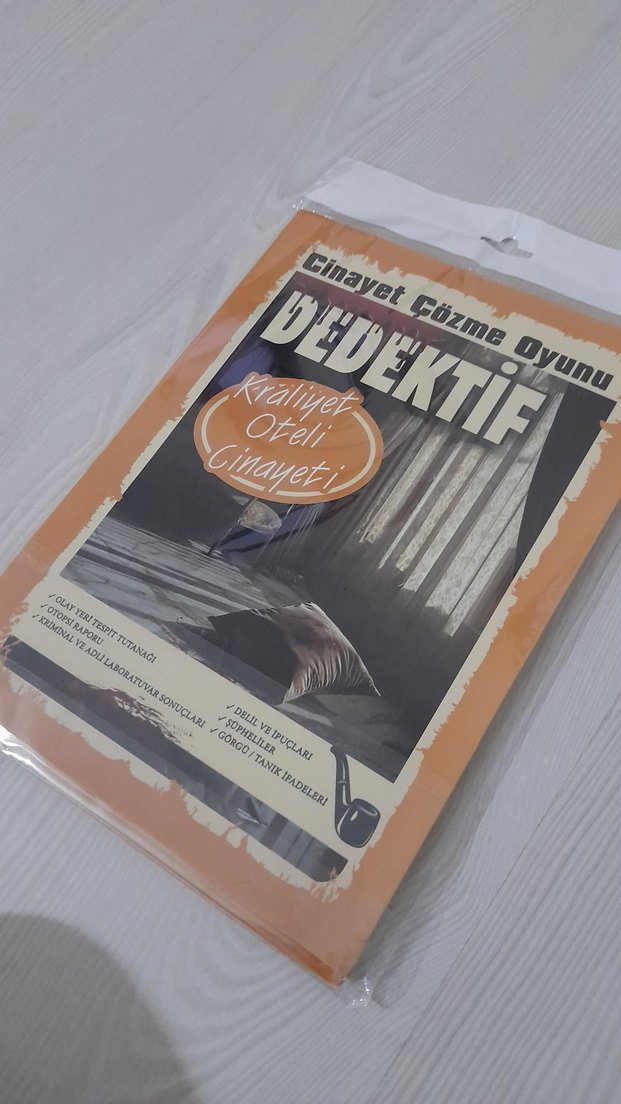 Cinayet Çözme Oyunu
DEDEKTİF
Kraliyet
Oteli
Cinayeti
✓ OLAY YERİ TESPİT TUTANAĞI
✓ OTOPSİ RAPORU
✓ KRİMİNAL VE ADLİ LABORATUVAR SONUÇLARI
✓ DELİL VE İPUÇLARI
✓ ŞÜPHELİLER
✓ GÖRGÜ / TANIK İFADELERİ